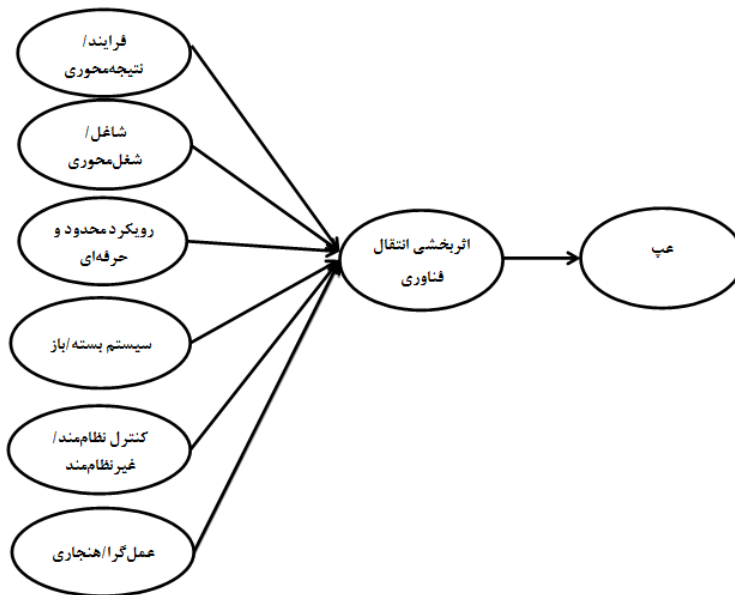 فرایند/
نتیجه‌محوری
شاغل/
شغل‌محوری
رویکرد محدود و
حرفه‌ای
سیستم بسته/باز
کنترل نظام‌مند/
غیرنظام‌مند
عمل‌گرا/هنجاری
اثربخشی انتقال
فناوری
عپ